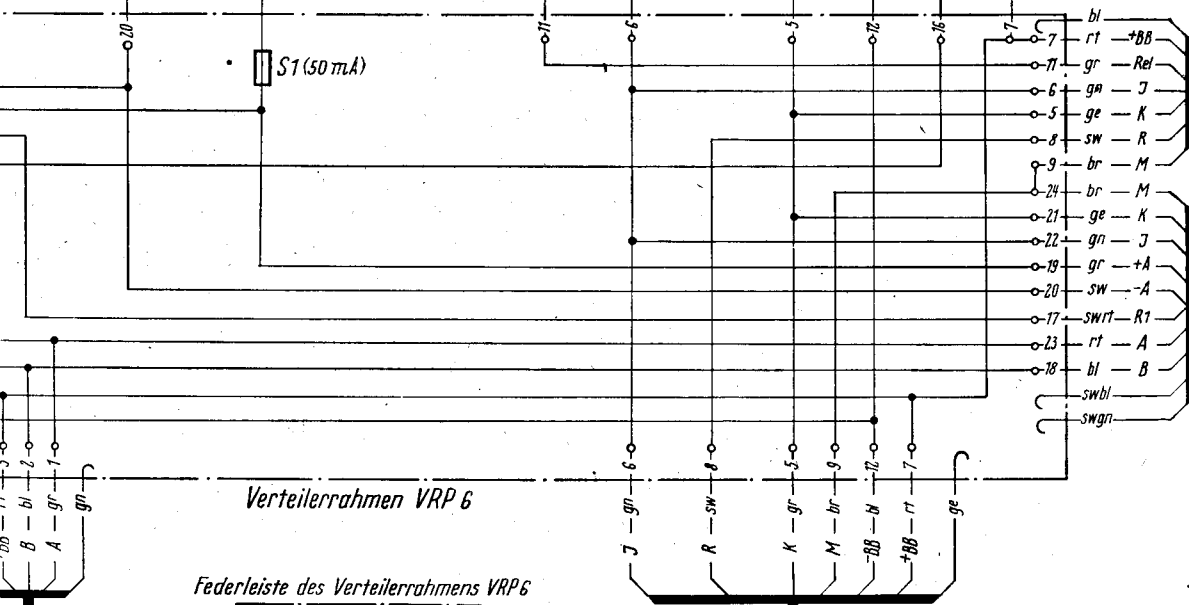 20
S1 (50 mA)
11
6
5
12
16
7
bl
7 rt +BB
11 gr Rel
6 gn J
5 ge K
8 sw R
9 br M
24 br M
21 ge K
22 gn J
19 gr +A
20 sw -A
17 swrt R1
23 rt A
18 bl B
swbl
swgn
2 bl B
1 gr A
gn
6 gn J
8 sw R
5 gr K
9 br M
12 bl -BB
7 rt +BB
ge
Verteilerrahmen VRP 6
Federleiste des Verteilerrahmens VRP 6